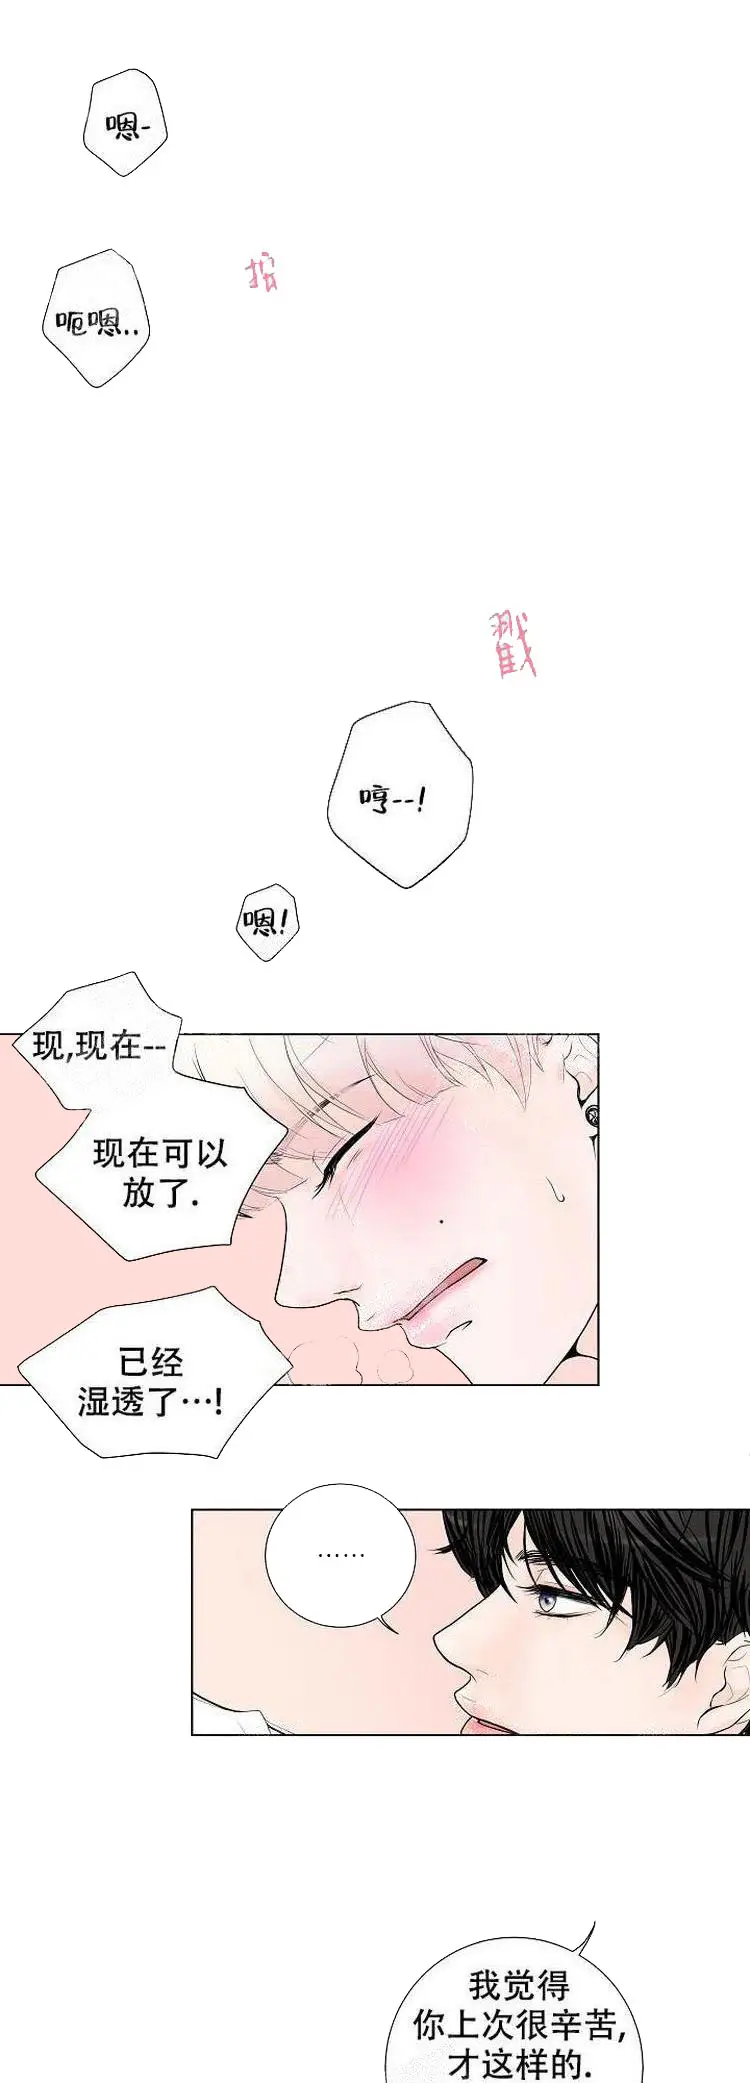 嗯-
呃嗯..
戳
哼--!
嗯!
现,现在--
现在可以
放了.
已经
湿透了…!
……
我觉得
你上次很辛苦,
才这样的.